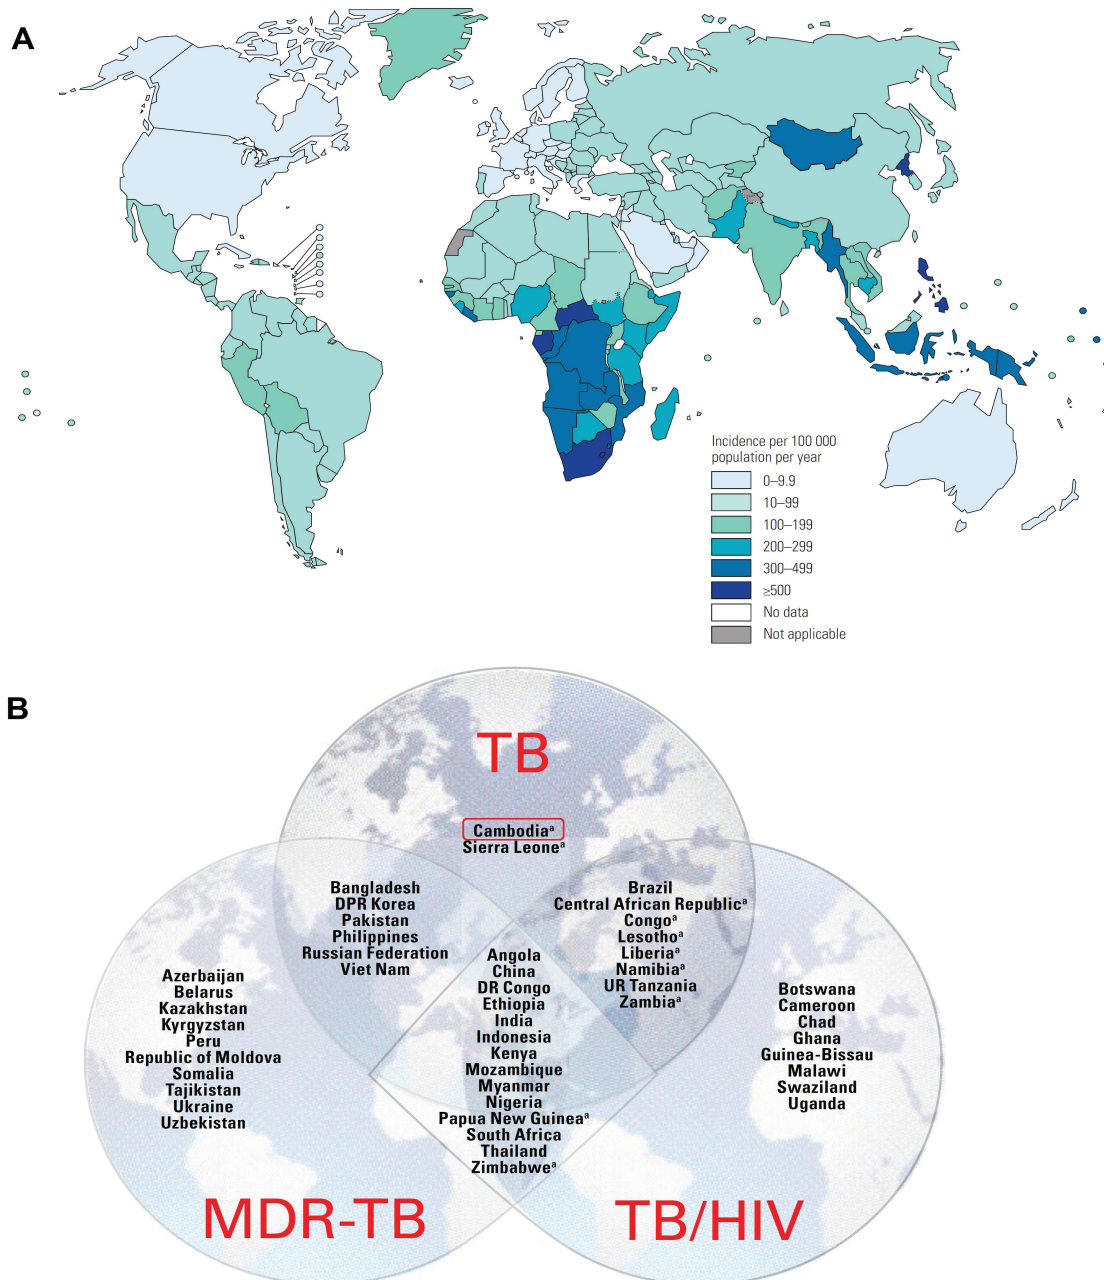 A
Incidence per 100 000
population per year
0–9.9
10–99
100–199
200–299
300–499
≥500
No data
Not applicable
B
TB
Cambodiaᵃ
Sierra Leoneᵃ
Bangladesh
DPR Korea
Pakistan
Philippines
Russian Federation
Viet Nam
Brazil
Central African Republicᵃ
Congoᵃ
Lesothoᵃ
Liberiaᵃ
Namibiaᵃ
UR Tanzania
Zambiaᵃ
Angola
China
DR Congo
Ethiopia
India
Indonesia
Kenya
Mozambique
Myanmar
Nigeria
Papua New Guineaᵃ
South Africa
Thailand
Zimbabweᵃ
Azerbaijan
Belarus
Kazakhstan
Kyrgyzstan
Peru
Republic of Moldova
Somalia
Tajikistan
Ukraine
Uzbekistan
Botswana
Cameroon
Chad
Ghana
Guinea-Bissau
Malawi
Swaziland
Uganda
MDR-TB
TB/HIV